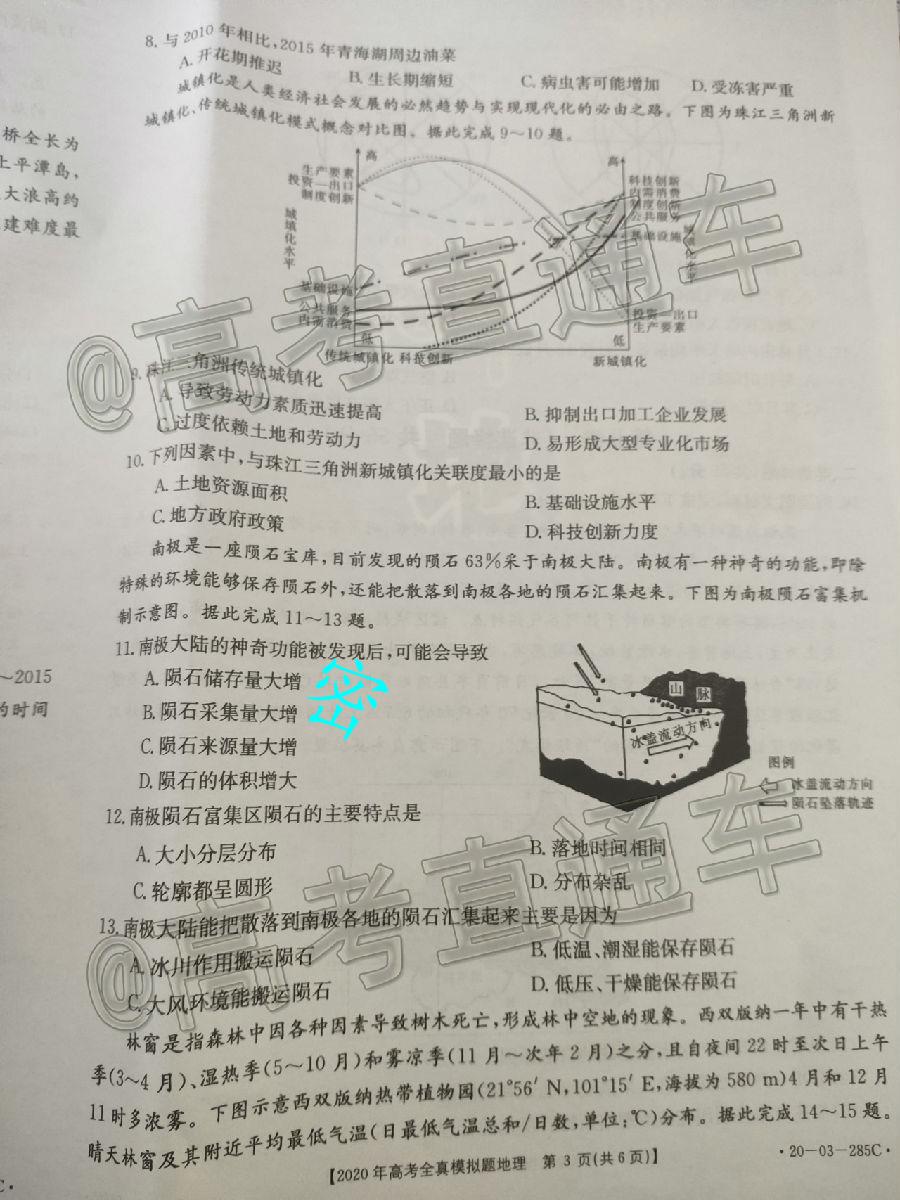 8. 与2010年相比,2015年青海湖周边油菜
A. 开花期推迟 B. 生长期缩短 C. 病虫害可能增加 D. 受冻害严重
城镇化是人类经济社会发展的必然趋势与实现现代化的必由之路。下图为珠江三角洲新
城镇化、传统城镇化模式概念对比图。据此完成9~10题。
桥全长为
上平潭岛,
大浪高约
建难度最
高
生产要素
投资—出口
制度创新
城镇化水平
基础设施
公共服务
内需消费
低
传统城镇化 科技创新
高
科技创新
内需消费
制度创新
公共服务
基础设施
城镇化水平
投资—出口
生产要素
低
新城镇化
9. 珠江三角洲传统城镇化
A. 导致劳动力素质迅速提高 B. 抑制出口加工企业发展
C. 过度依赖土地和劳动力 D. 易形成大型专业化市场
10. 下列因素中,与珠江三角洲新城镇化关联度最小的是
A. 土地资源面积 B. 基础设施水平
C. 地方政府政策 D. 科技创新力度
南极是一座陨石宝库,目前发现的陨石63%采于南极大陆。南极有一种神奇的功能,即除
特殊的环境能够保存陨石外,还能把散落到南极各地的陨石汇集起来。下图为南极陨石富集机
制示意图。据此完成11~13题。
11. 南极大陆的神奇功能被发现后,可能会导致
A. 陨石储存量大增
B. 陨石采集量大增
C. 陨石来源量大增
D. 陨石的体积增大
密
山脉
冰盖流动方向
图例
冰盖流动方向
陨石坠落轨迹
~2015
的时间
12. 南极陨石富集区陨石的主要特点是
A. 大小分层分布 B. 落地时间相同
C. 轮廓都呈圆形 D. 分布杂乱
13. 南极大陆能把散落到南极各地的陨石汇集起来主要是因为
A. 冰川作用搬运陨石 B. 低温、潮湿能保存陨石
C. 大风环境能搬运陨石 D. 低压、干燥能保存陨石
林窗是指森林中因各种因素导致树木死亡,形成林中空地的现象。西双版纳一年中有干热
季(3~4月)、湿热季(5~10月)和雾凉季(11月~次年2月)之分,且自夜间22时至次日上午
11时多浓雾。下图示意西双版纳热带植物园(21°56′N,101°15′E,海拔为580 m)4月和12月
晴天林窗及其附近平均最低气温(日最低气温总和/日数,单位:℃)分布。据此完成14~15题。
【2020年高考全真模拟题地理 第3页(共6页)】 ·20-03-285C·
C·
@高考直通车
@高考直通车